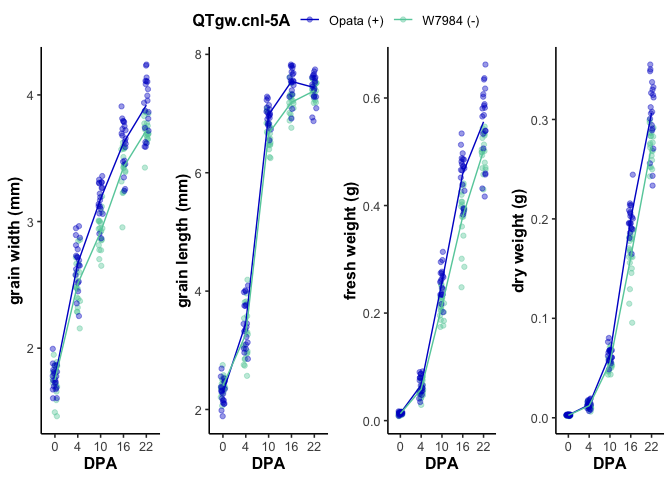 QTgw.cnl-5A Opata (+) W7984 (-)
grain width (mm)
4
3
2
0 4 10 16 22
DPA
grain length (mm)
8
6
4
2
0 4 10 16 22
DPA
fresh weight (g)
0.6
0.4
0.2
0.0
0 4 10 16 22
DPA
dry weight (g)
0.3
0.2
0.1
0.0
0 4 10 16 22
DPA